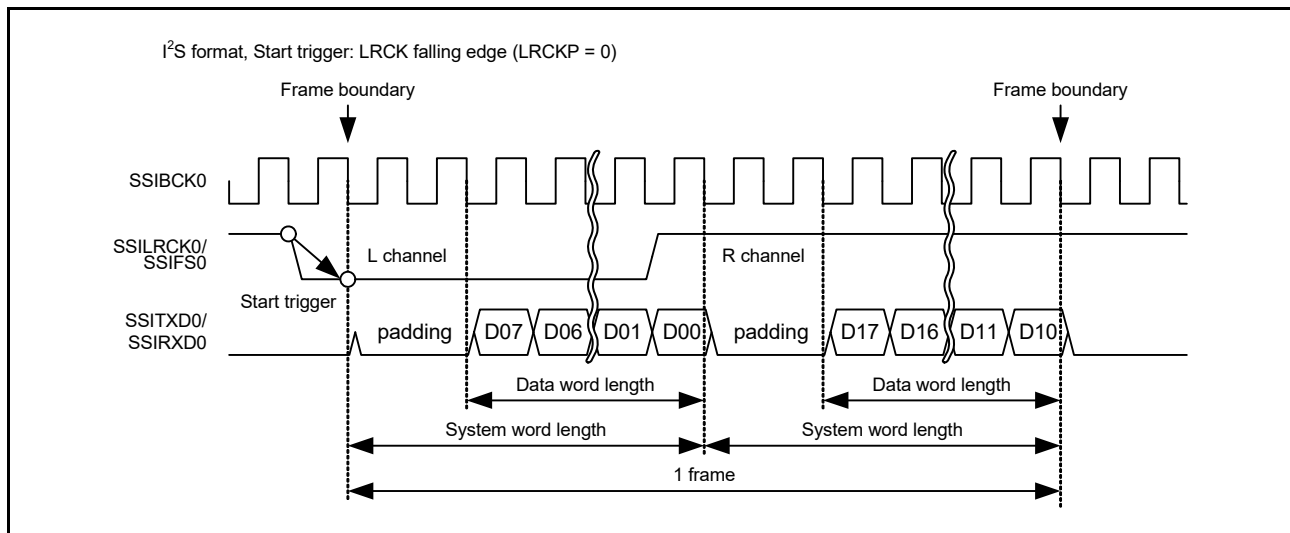 I²S format, Start trigger: LRCK falling edge (LRCKP = 0)
Frame boundary Frame boundary
SSIBCK0
SSILRCK0/
SSIFS0
L channel R channel
Start trigger
SSITXD0/
SSIRXD0
padding D07 D06 D01 D00 padding D17 D16 D11 D10
Data word length Data word length
System word length System word length
1 frame